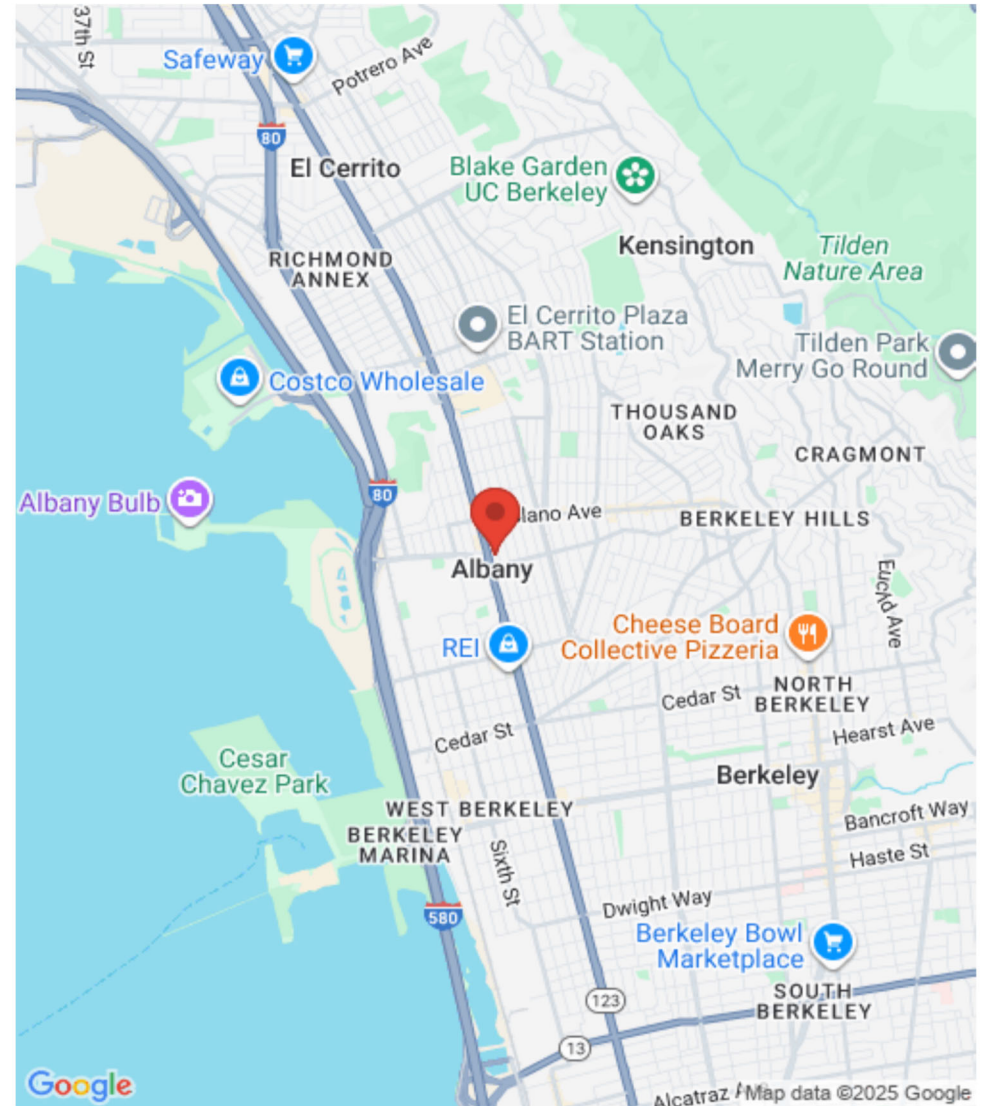 37th St
Safeway
Potrero Ave
80
El Cerrito
Blake Garden
UC Berkeley
Kensington
RICHMOND
ANNEX
Tilden
Nature Area
El Cerrito Plaza
BART Station
Tilden Park
Merry Go Round
Costco Wholesale
THOUSAND
OAKS
CRAGMONT
Albany Bulb
80
lano Ave
BERKELEY HILLS
Albany
Euclid Ave
REI
Cheese Board
Collective Pizzeria
NORTH
BERKELEY
Cedar St
Cedar St
Hearst Ave
Cesar
Chavez Park
Berkeley
WEST BERKELEY
BERKELEY
MARINA
Bancroft Way
Haste St
Sixth St
Dwight Way
580
Berkeley Bowl
Marketplace
SOUTH
BERKELEY
123
13
Google
Alcatraz A
Map data ©2025 Google